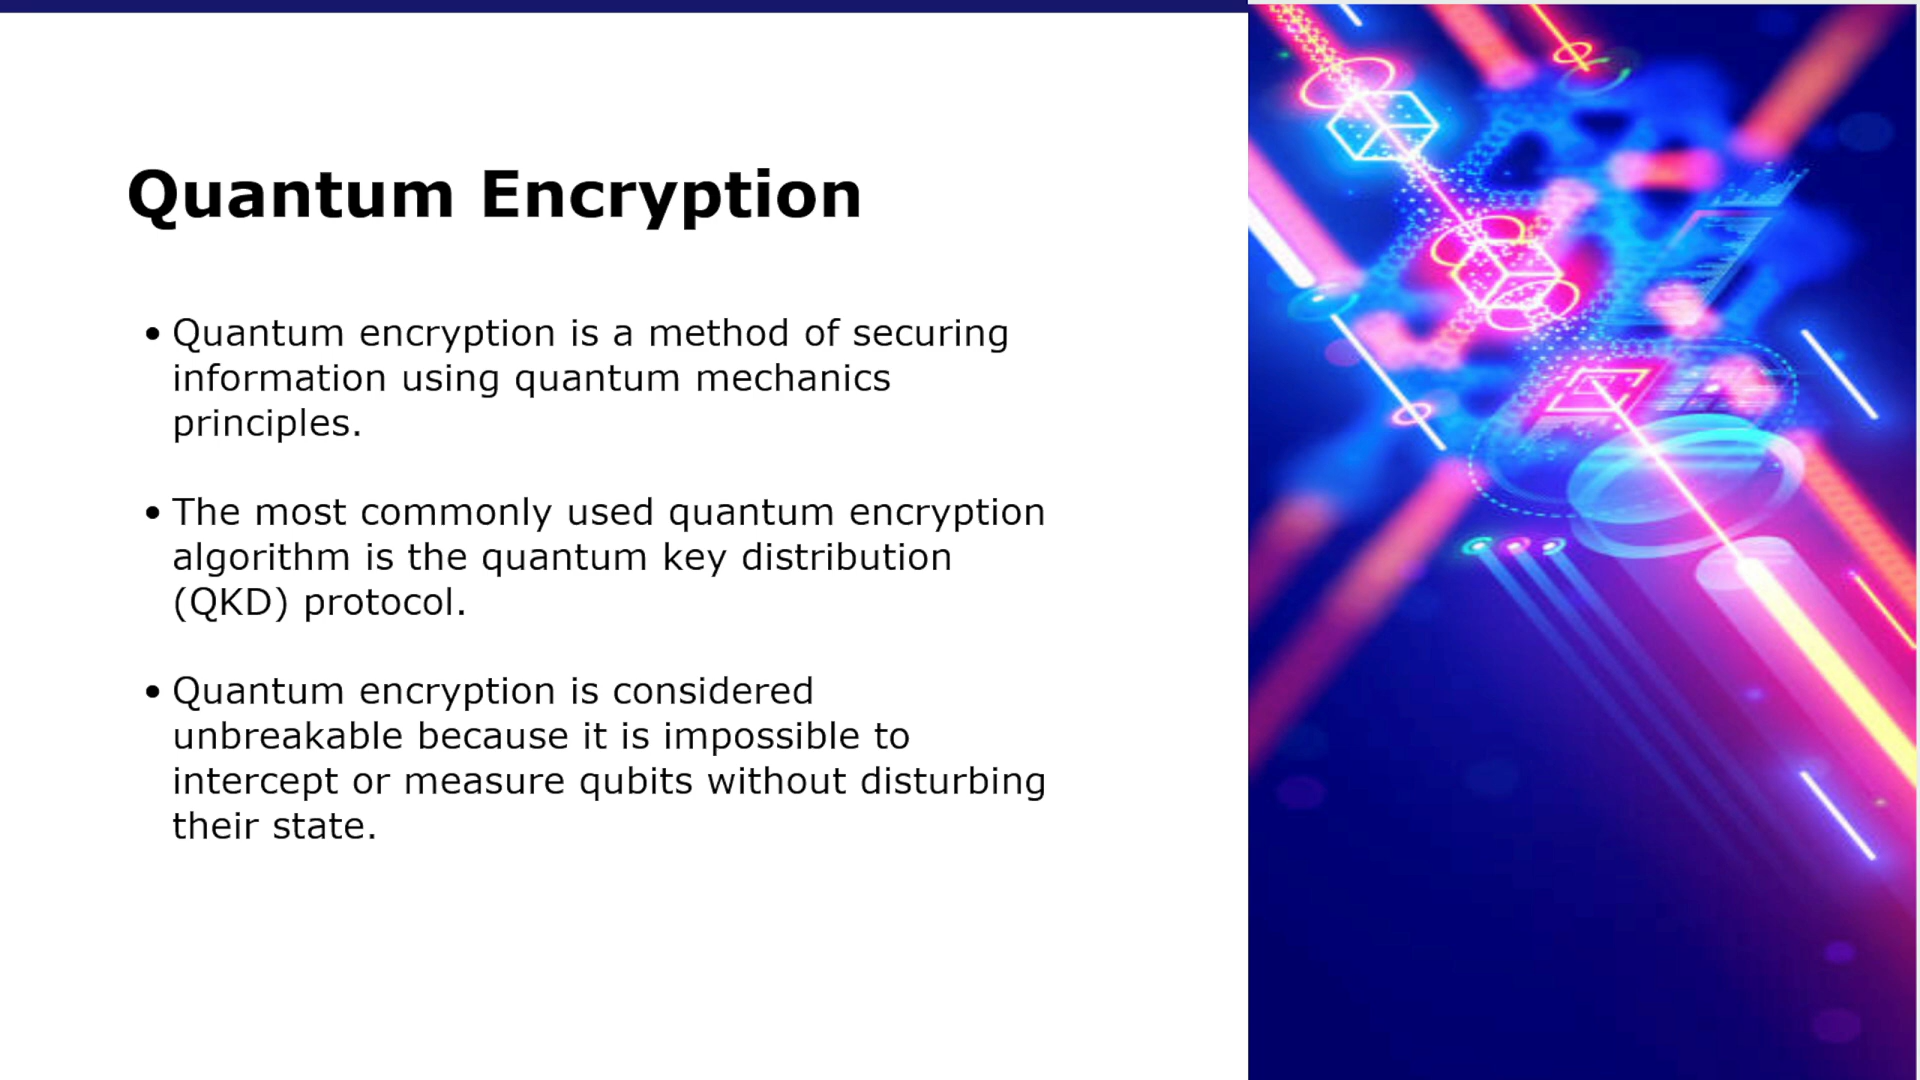 Quantum Encryption
• Quantum encryption is a method of securing
information using quantum mechanics
principles.
• The most commonly used quantum encryption
algorithm is the quantum key distribution
(QKD) protocol.
• Quantum encryption is considered
unbreakable because it is impossible to
intercept or measure qubits without disturbing
their state.